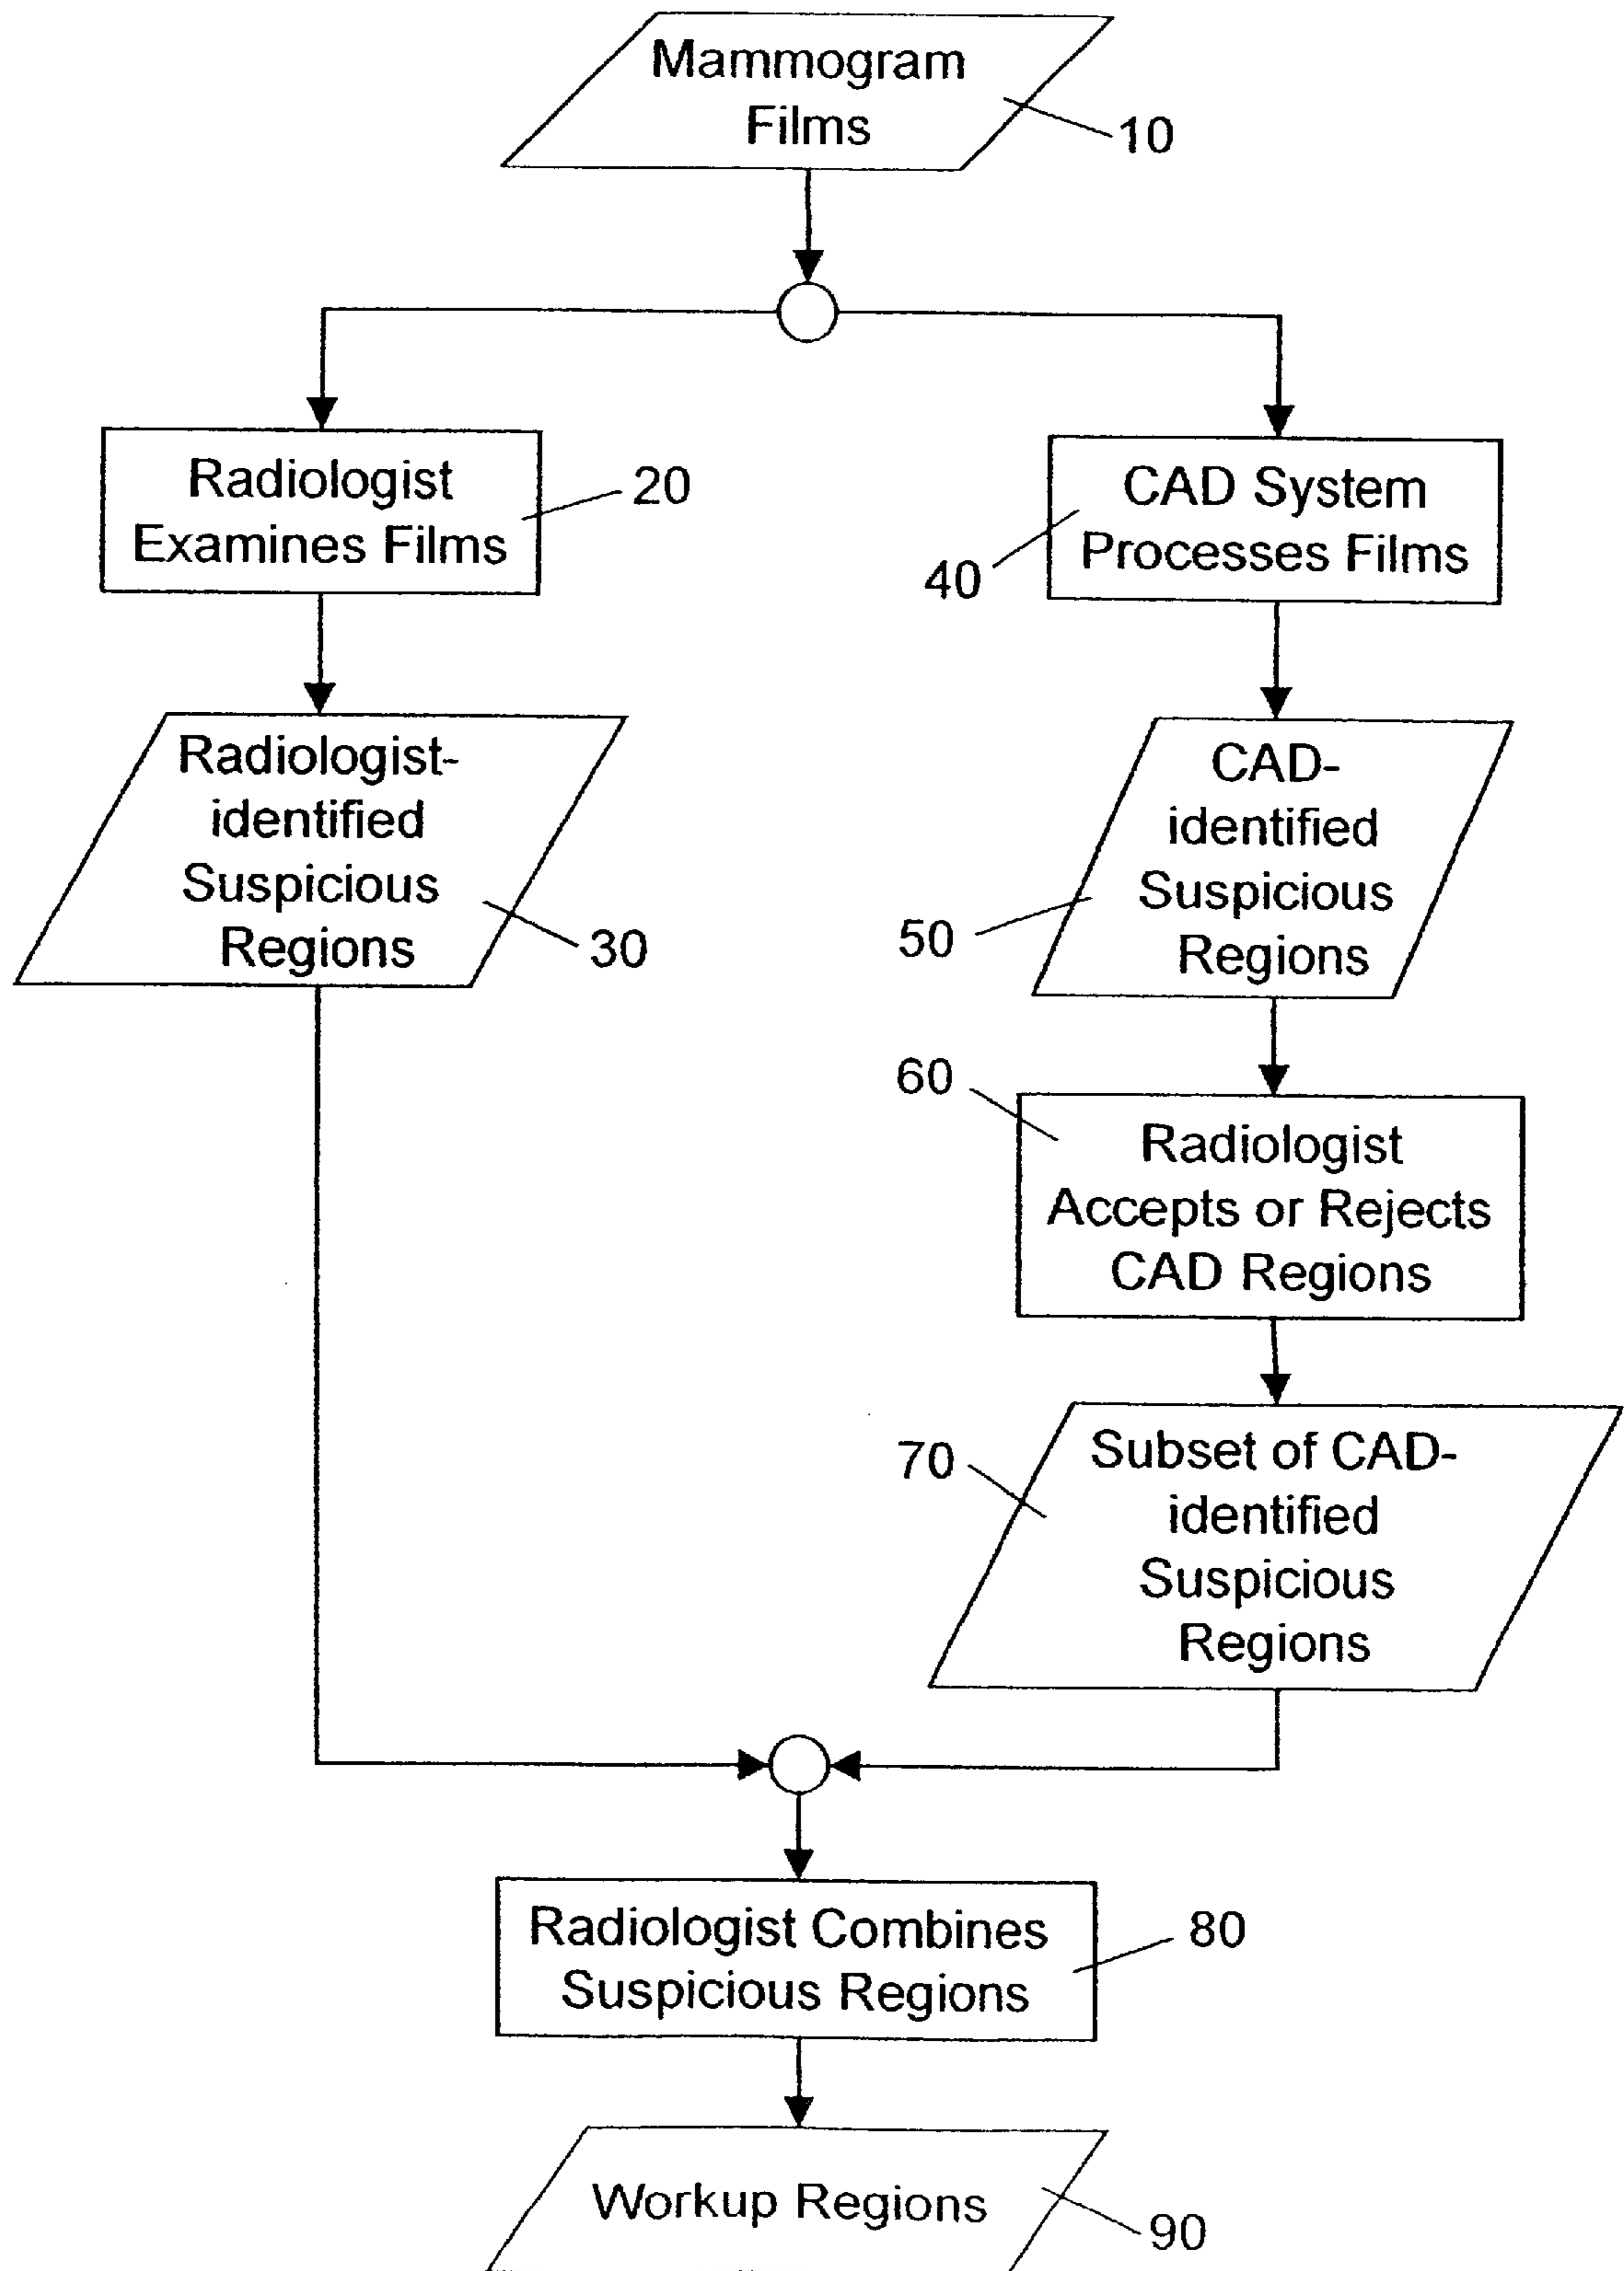 Mammogram
Films
10
Radiologist
Examines Films
20
CAD System
Processes Films
40
Radiologist-
identified
Suspicious
Regions
30
CAD-
identified
Suspicious
Regions
50
60
Radiologist
Accepts or Rejects
CAD Regions
70
Subset of CAD-
identified
Suspicious
Regions
Radiologist Combines
Suspicious Regions
80
Workup Regions
90